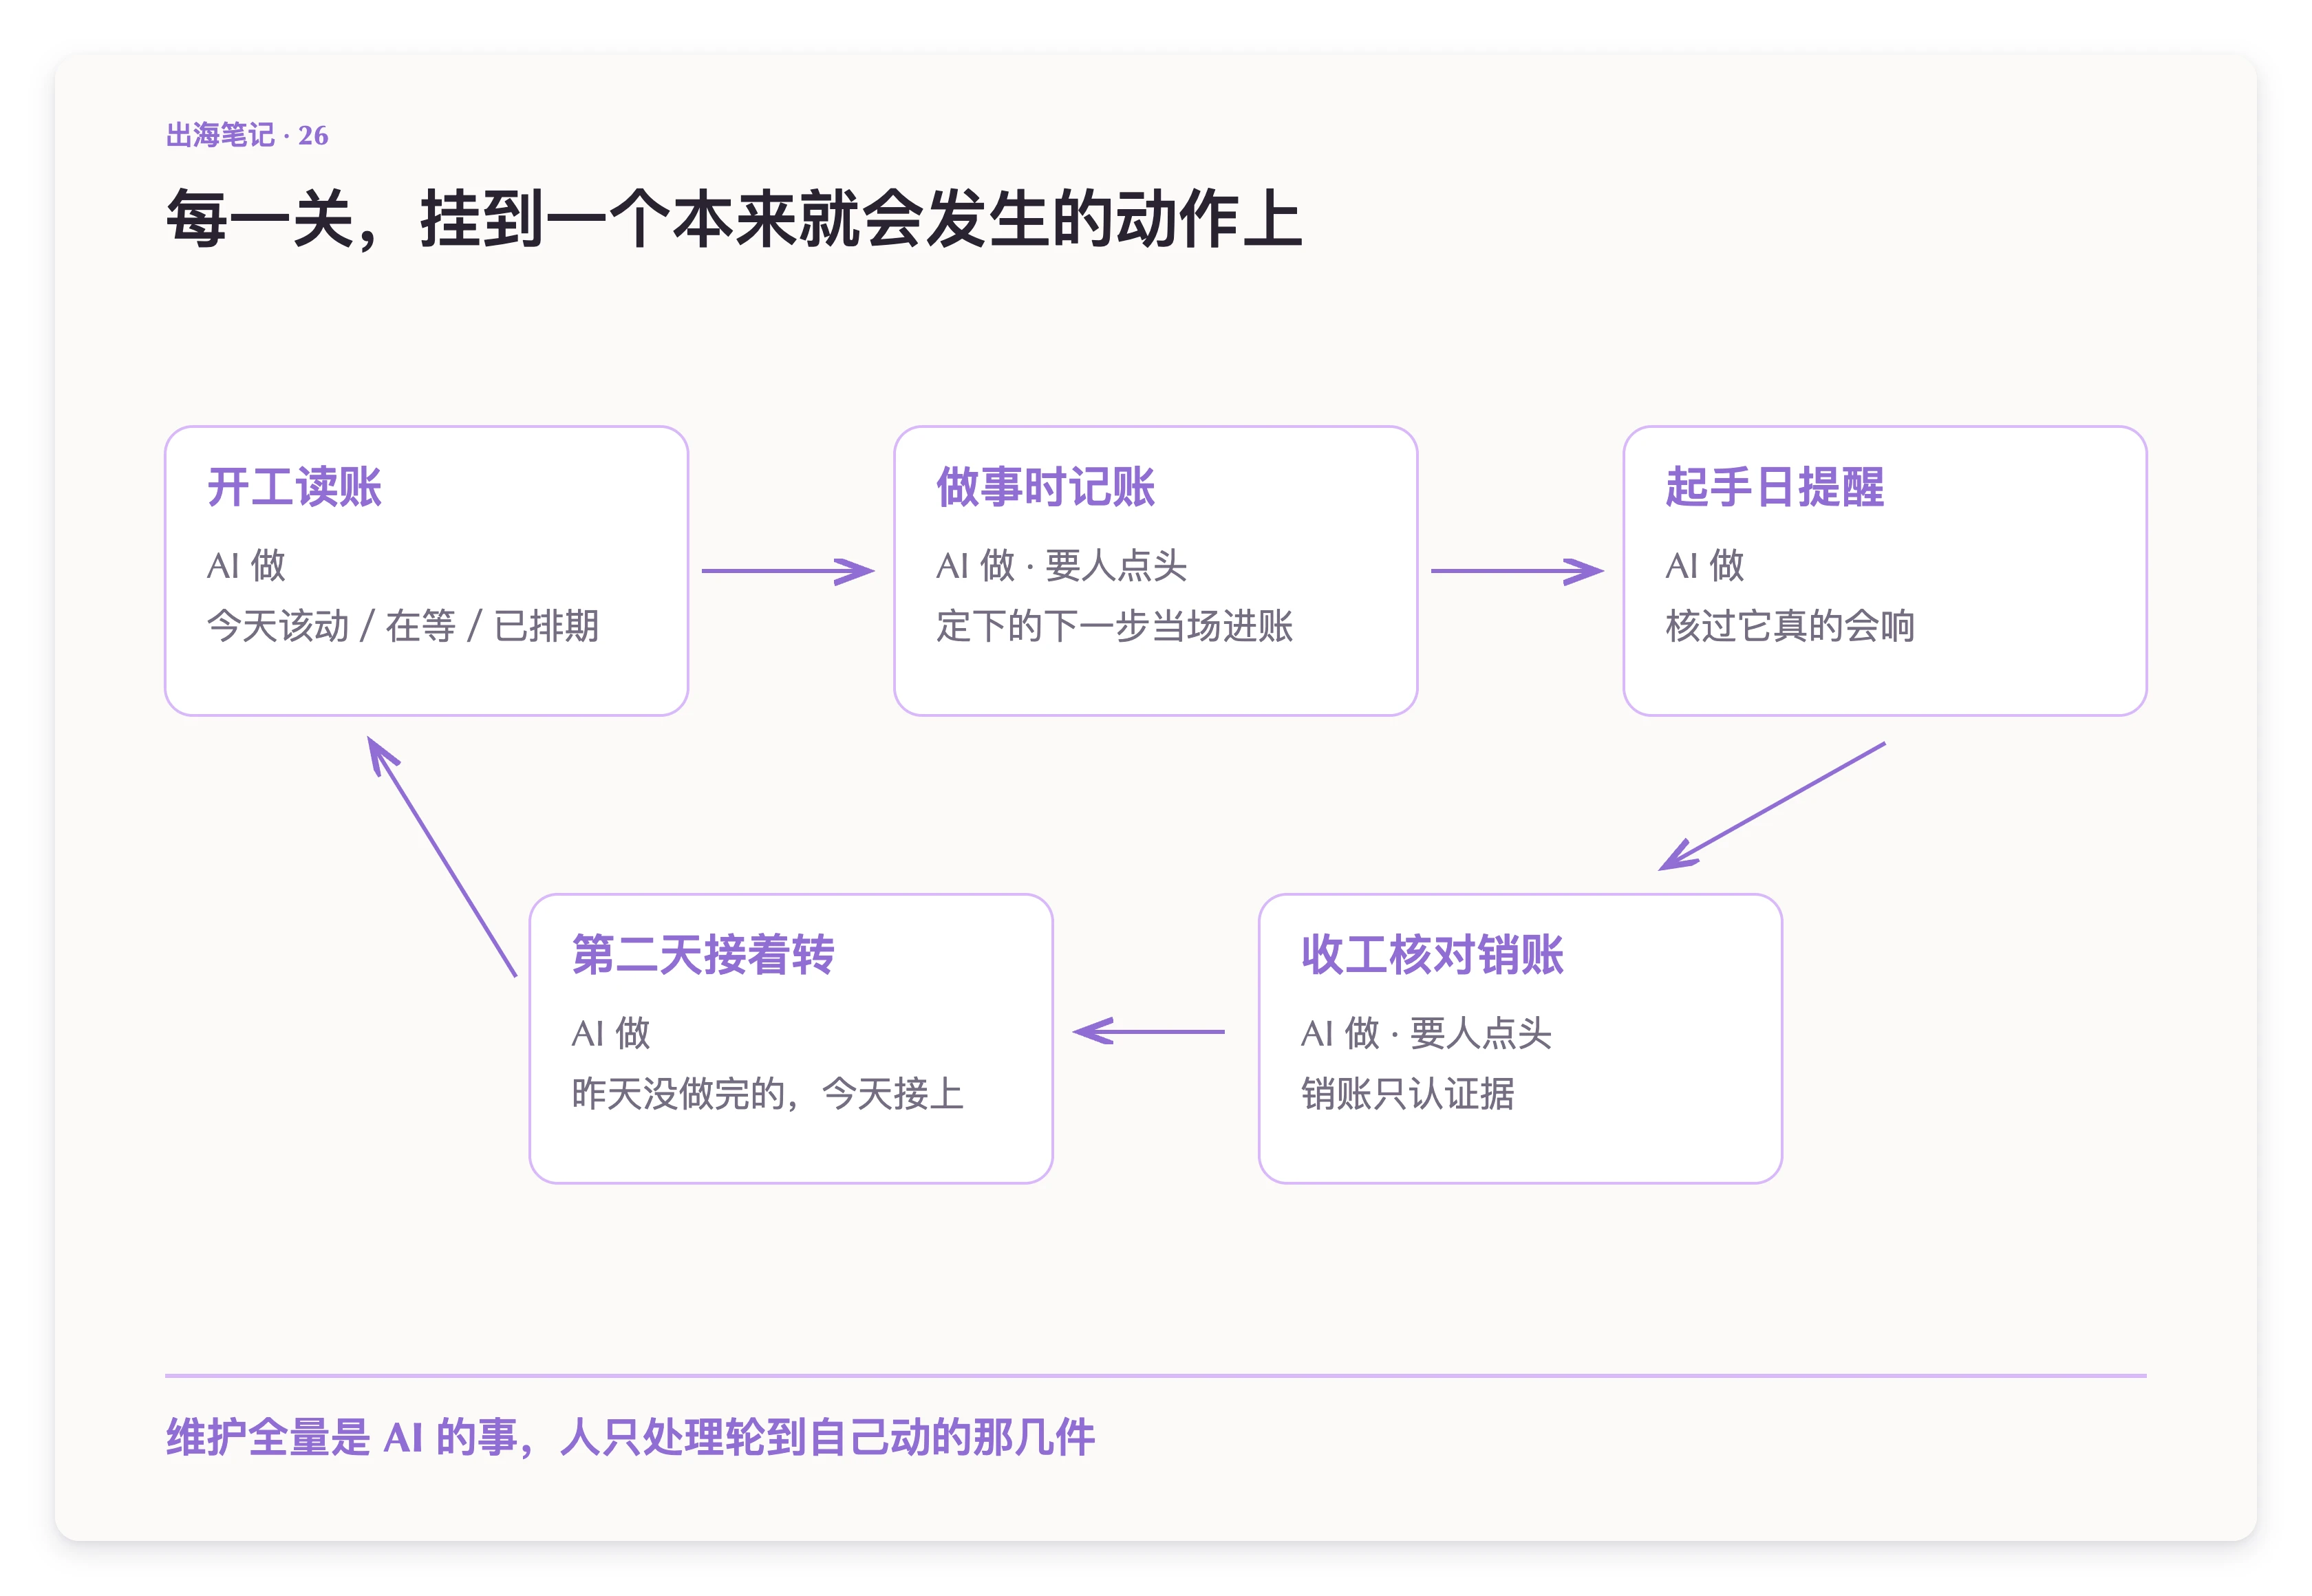 出海笔记 · 26
每一关，挂到一个本来就会发生的动作上
开工读账
AI 做
今天该动 / 在等 / 已排期
做事时记账
AI 做 · 要人点头
定下的下一步当场进账
起手日提醒
AI 做
核过它真的会响
第二天接着转
AI 做
昨天没做完的，今天接上
收工核对销账
AI 做 · 要人点头
销账只认证据
维护全量是 AI 的事，人只处理轮到自己动的那几件